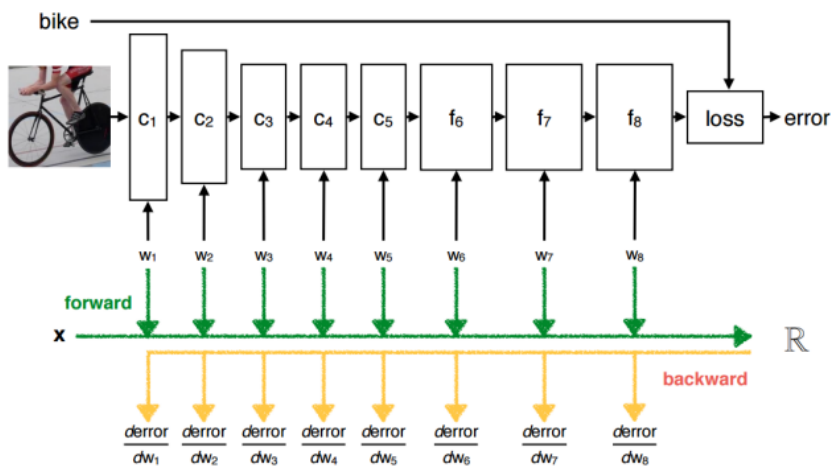 bike
c₁ c₂ c₃ c₄ c₅ f₆ f₇ f₈ loss error
w₁ w₂ w₃ w₄ w₅ w₆ w₇ w₈
forward
x ℝ
backward
derror derror derror derror derror derror derror derror
dw₁ dw₂ dw₃ dw₄ dw₅ dw₆ dw₇ dw₈